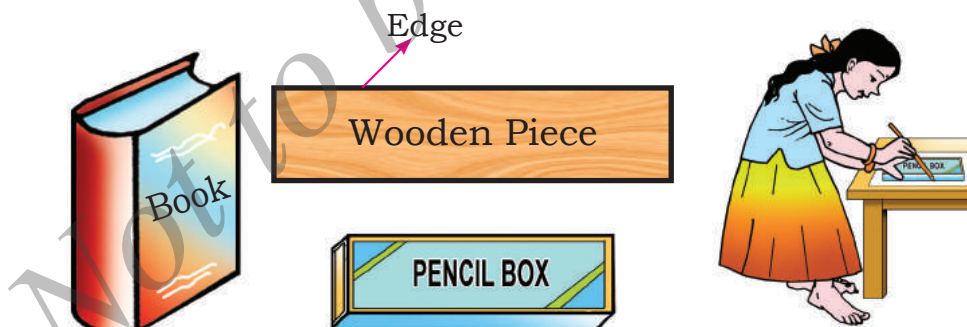 Edge
Wooden Piece
Book
PENCIL BOX
PENCIL BOX
Not to b